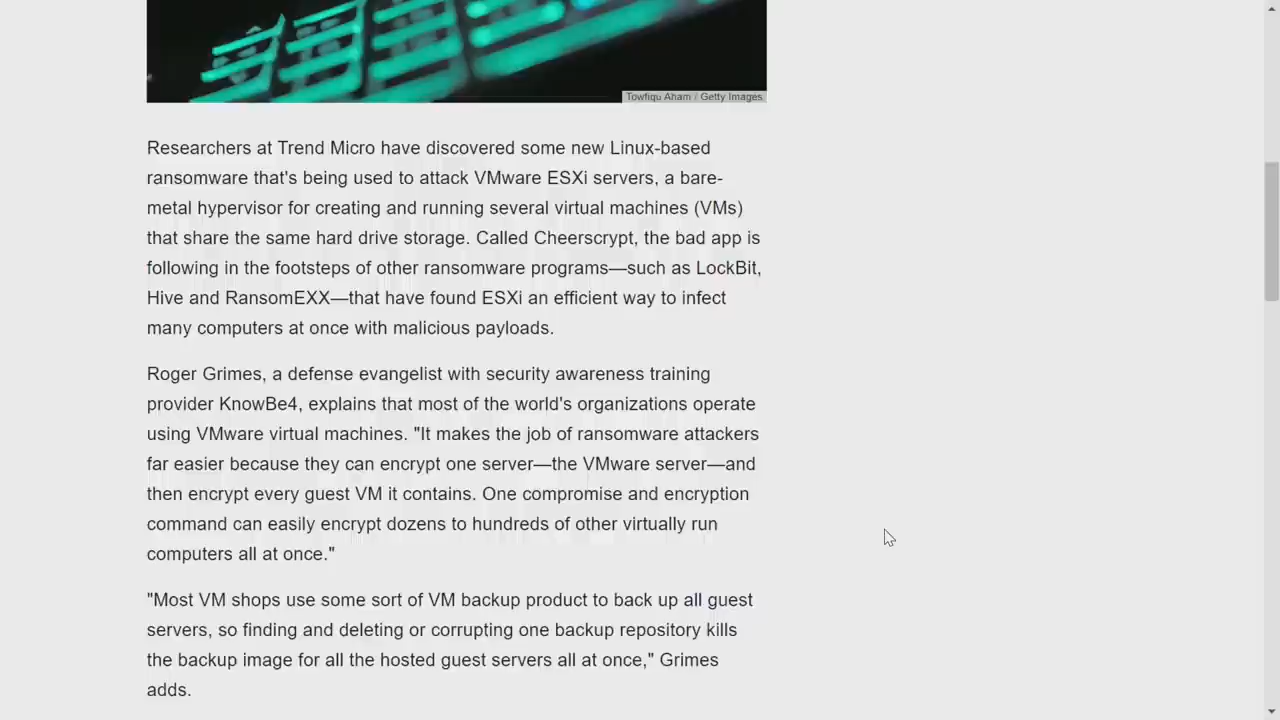 Towfiqu Aham / Getty Images
Researchers at Trend Micro have discovered some new Linux-based
ransomware that's being used to attack VMware ESXi servers, a bare-
metal hypervisor for creating and running several virtual machines (VMs)
that share the same hard drive storage. Called Cheerscrypt, the bad app is
following in the footsteps of other ransomware programs—such as LockBit,
Hive and RansomEXX—that have found ESXi an efficient way to infect
many computers at once with malicious payloads.
Roger Grimes, a defense evangelist with security awareness training
provider KnowBe4, explains that most of the world's organizations operate
using VMware virtual machines. "It makes the job of ransomware attackers
far easier because they can encrypt one server—the VMware server—and
then encrypt every guest VM it contains. One compromise and encryption
command can easily encrypt dozens to hundreds of other virtually run
computers all at once."
"Most VM shops use some sort of VM backup product to back up all guest
servers, so finding and deleting or corrupting one backup repository kills
the backup image for all the hosted guest servers all at once," Grimes
adds.